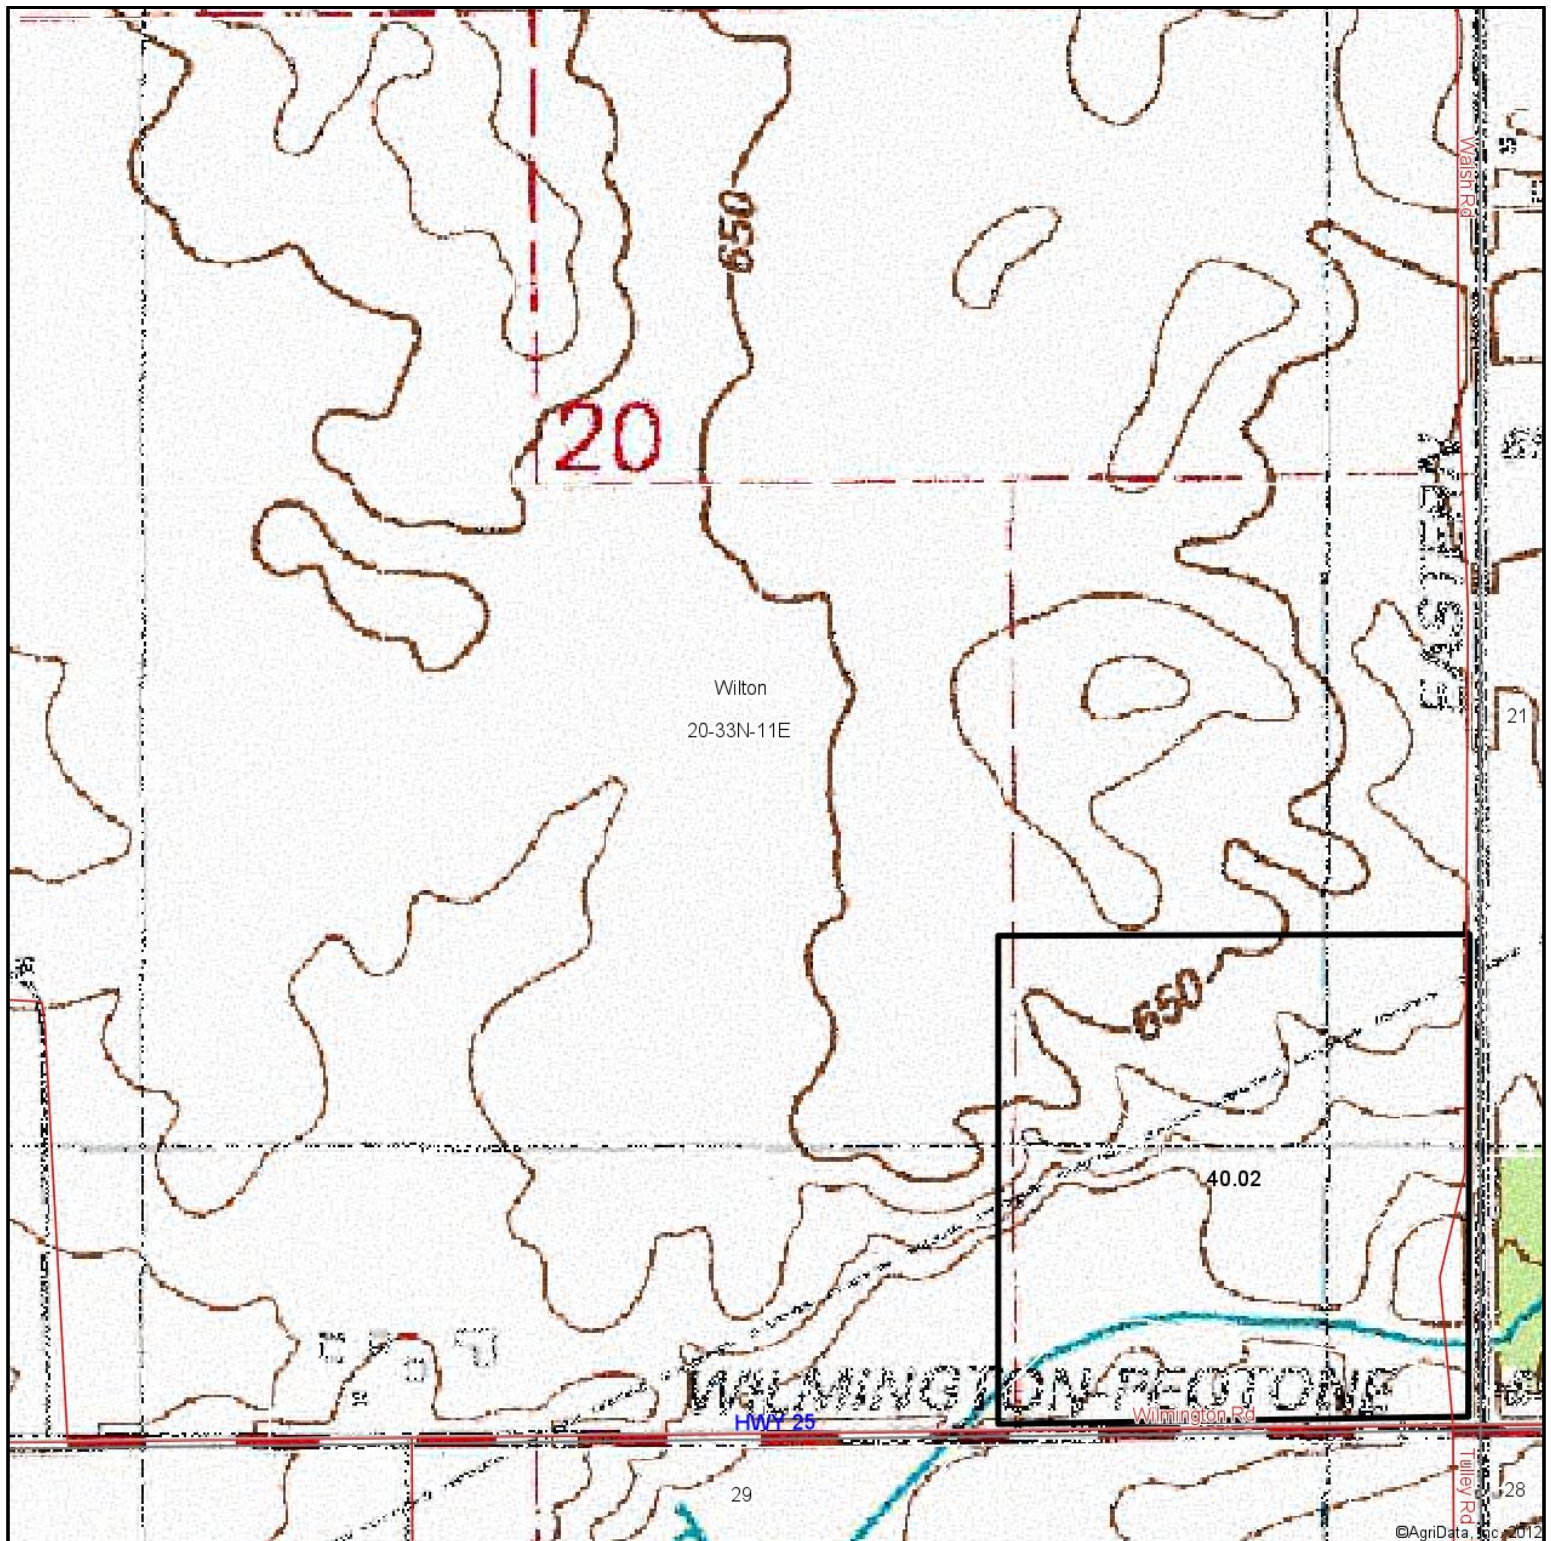 Walsh Rd
650
20
EASTERN
Wilton
20-33N-11E
21
650
40.02
WILMINGTON-PEOTONE
HWY 25
Wilmington Rd
29
Tulley Rd
28
©AgriData, Inc. 2012